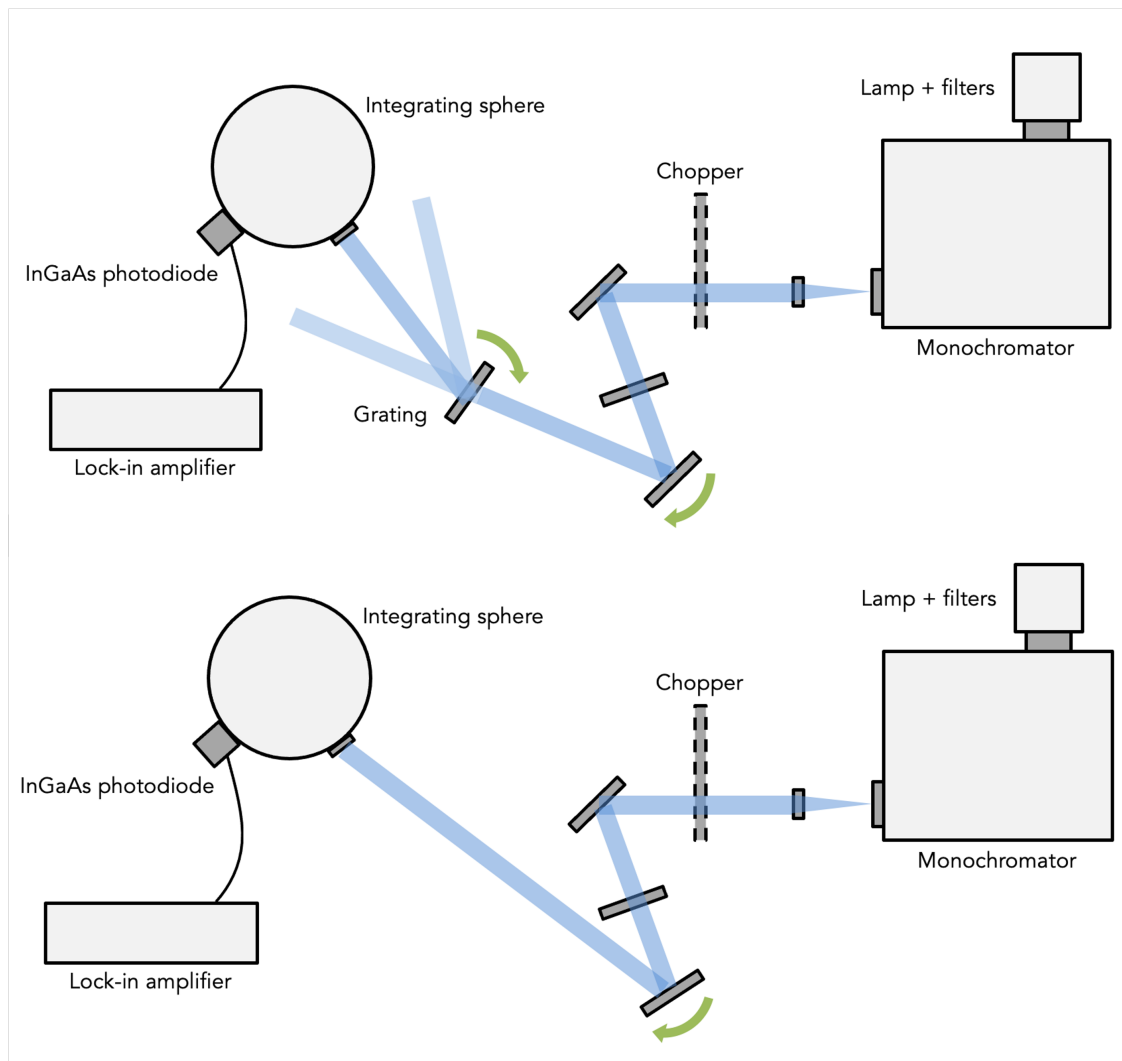 Lamp + filters
Integrating sphere
Chopper
InGaAs photodiode
Monochromator
Grating
Lock-in amplifier
Lamp + filters
Integrating sphere
Chopper
InGaAs photodiode
Monochromator
Lock-in amplifier